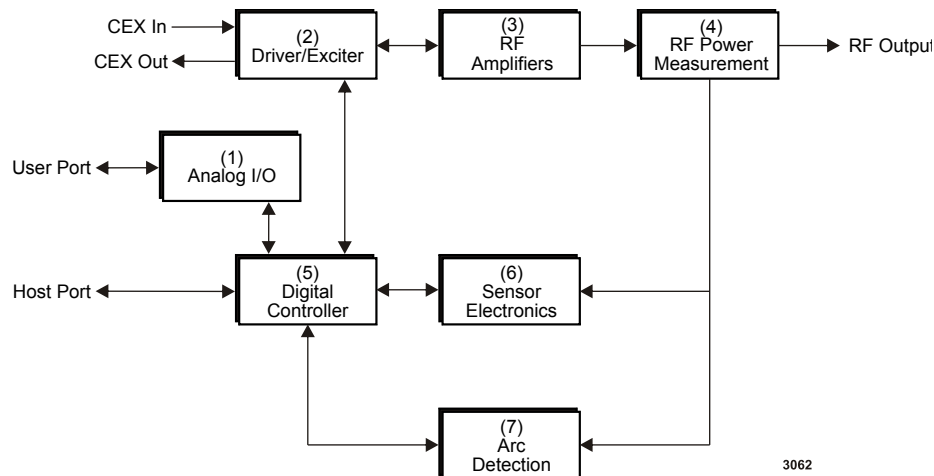 CEX In
CEX Out
(2)
Driver/Exciter
(3)
RF
Amplifiers
(4)
RF Power
Measurement
RF Output
User Port
(1)
Analog I/O
Host Port
(5)
Digital
Controller
(6)
Sensor
Electronics
(7)
Arc
Detection
3062